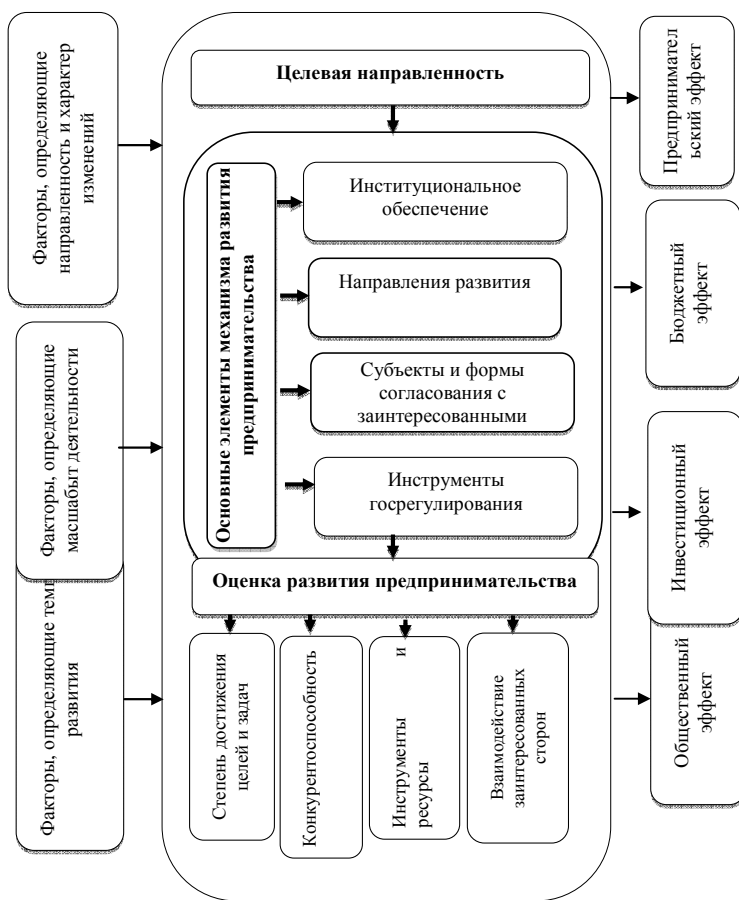 Факторы, определяющие
направленность и характер
изменений
Факторы, определяющие
масшабыт деятельности
Факторы, определяющие
развития
Целевая направленность
Основные элементы механизма развития
предпринимательства
Институциональное
обеспечение
Направления развития
Субъекты и формы
согласования с
заинтересованными
Инструменты
госрегулирования
Оценка развития предпринимательства
Степень достижения
целей и задач
Конкурентоспособность
Инструменты и
ресурсы
Взаимодействие
заинтересованных
сторон
Предпринимател
ьский эффект
Бюджетный
эффект
Инвестиционный
эффект
Общественный
эффект